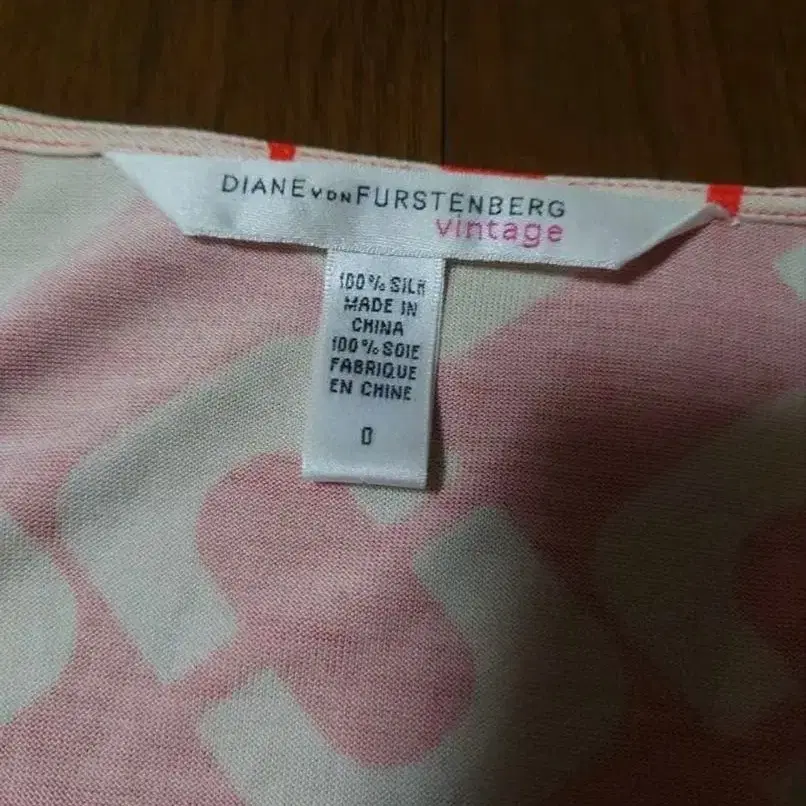 DIANE VON FURSTENBERG
vintage
100% SILK
MADE IN
CHINA
100% SOIE
FABRIQUE
EN CHINE
0